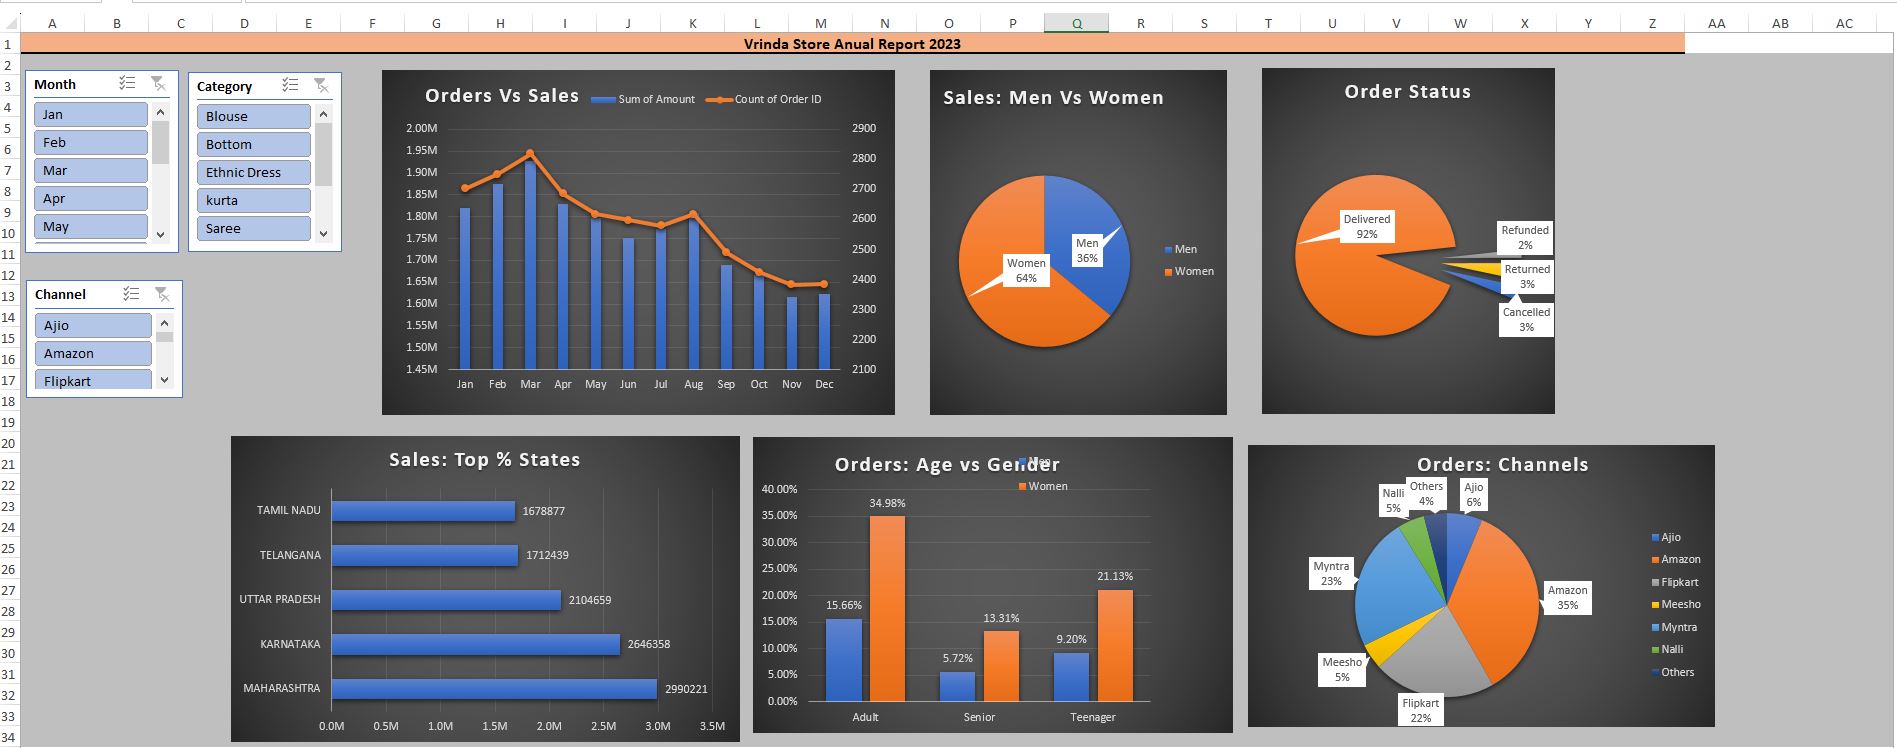 A B C D E F G H I J K L M N O P Q R S T U V W X Y Z AA AB AC
1 Vrinda Store Anual Report 2023
2
3
4
5
6
7
8
9
10
11
12
13
14
15
16
17
18
19
20
21
22
23
24
25
26
27
28
29
30
31
32
33
34
Month
Jan
Feb
Mar
Apr
May
Category
Blouse
Bottom
Ethnic Dress
kurta
Saree
Channel
Ajio
Amazon
Flipkart
Orders Vs Sales
Sum of Amount Count of Order ID
2.00M
1.95M
1.90M
1.85M
1.80M
1.75M
1.70M
1.65M
1.60M
1.55M
1.50M
1.45M
2900
2800
2700
2600
2500
2400
2300
2200
2100
Jan Feb Mar Apr May Jun Jul Aug Sep Oct Nov Dec
Sales: Men Vs Women
Men
36%
Women
64%
Men
Women
Order Status
Delivered
92%
Refunded
2%
Returned
3%
Cancelled
3%
Sales: Top % States
TAMIL NADU 1678877
TELANGANA 1712439
UTTAR PRADESH 2104659
KARNATAKA 2646358
MAHARASHTRA 2990221
0.0M 0.5M 1.0M 1.5M 2.0M 2.5M 3.0M 3.5M
Orders: Age vs Gender
Men
Women
40.00%
35.00%
30.00%
25.00%
20.00%
15.00%
10.00%
5.00%
0.00%
15.66% 34.98%
5.72% 13.31%
9.20% 21.13%
Adult Senior Teenager
Orders: Channels
Nalli
5%
Others
4%
Ajio
6%
Myntra
23%
Amazon
35%
Meesho
5%
Flipkart
22%
Ajio
Amazon
Flipkart
Meesho
Myntra
Nalli
Others